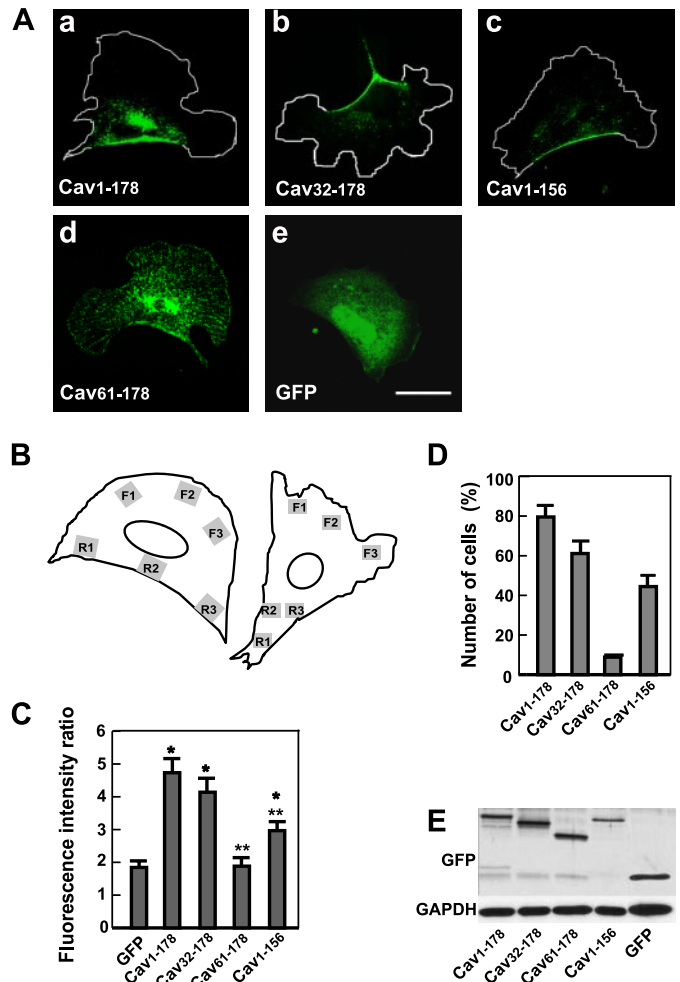 A
a
b
c
Cav1-178
Cav32-178
Cav1-156
d
e
Cav61-178
GFP
B
F1
F2
F3
R1
R2
R3
F1
F2
F3
R2
R3
R1
C
Fluorescence intensity ratio
6
5
4
3
2
1
0
*
*
**
*
**
GFP
Cav1-178
Cav32-178
Cav61-178
Cav1-156
D
Number of cells (%)
100
80
60
40
20
0
Cav1-178
Cav32-178
Cav61-178
Cav1-156
E
GFP
GAPDH
Cav1-178
Cav32-178
Cav61-178
Cav1-156
GFP